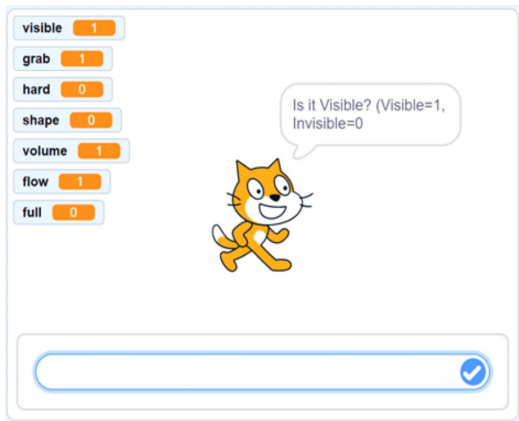 visible 1
grab 1
hard 0
shape 0
volume 1
flow 1
full 0
Is it Visible? (Visible=1,
Invisible=0